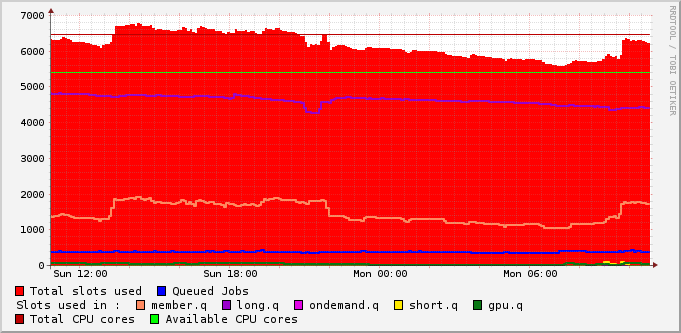 7000
6000
5000
4000
3000
2000
1000
0
Sun 12:00 Sun 18:00 Mon 00:00 Mon 06:00
RRDTOOL / TOBI OETIKER
Total slots used Queued Jobs
Slots used in : member.q long.q ondemand.q short.q gpu.q
Total CPU cores Available CPU cores